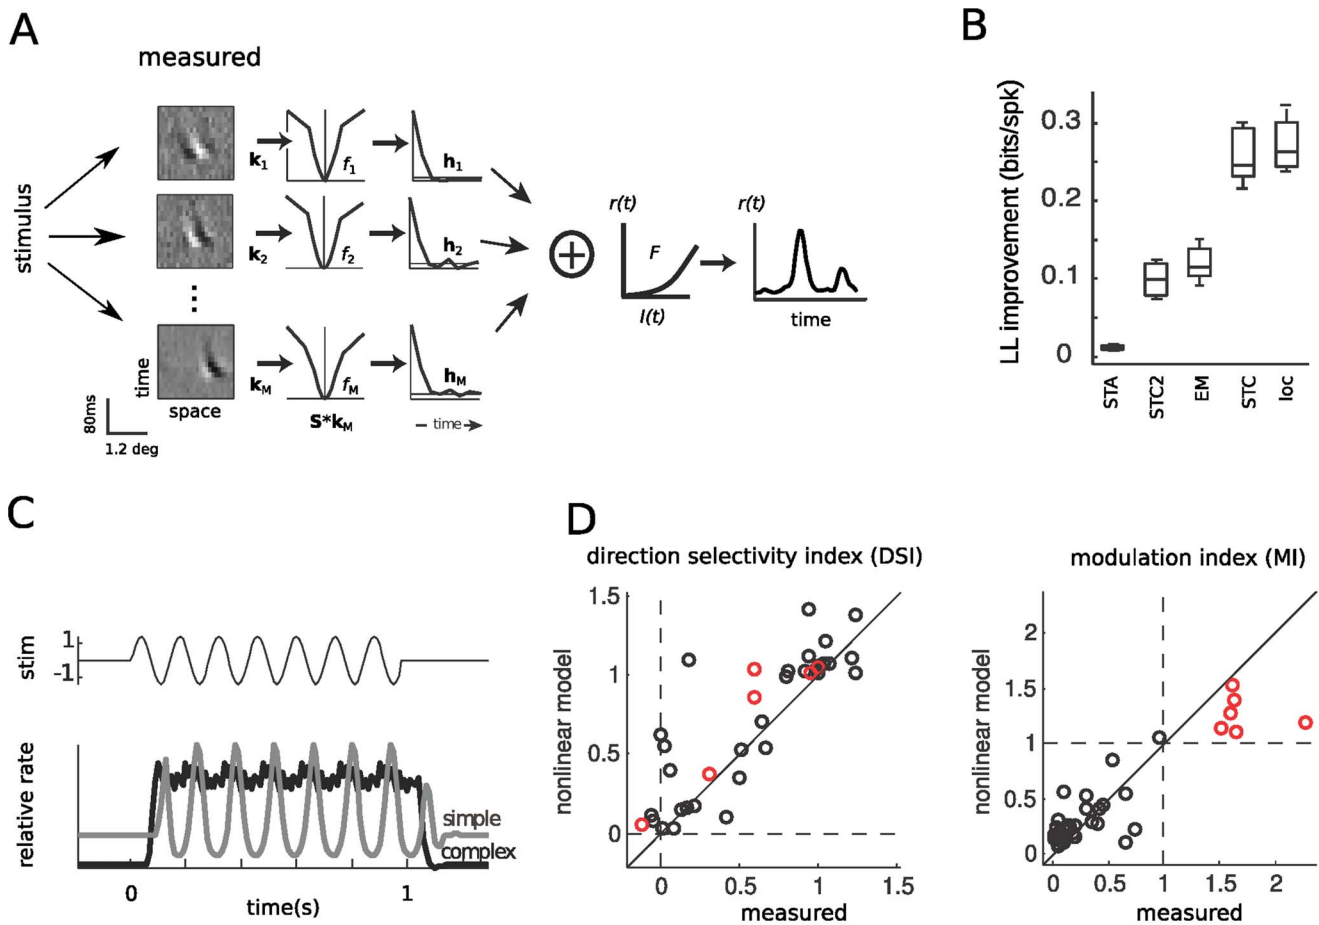 A
measured
stimulus
k1
f1
h1
k2
f2
h2
kM
fM
hM
time
space
80ms
1.2 deg
S*kM
time
r(t)
F
I(t)
r(t)
time
B
LL improvement (bits/spk)
0.3
0.2
0.1
0
STA
STC2
EM
STC
loc
C
stim
1
-1
relative rate
simple
complex
0
1
time(s)
D
direction selectivity index (DSI)
nonlinear model
1.5
1
0.5
0
0
0.5
1
1.5
measured
modulation index (MI)
nonlinear model
2
1.5
1
0.5
0
0
0.5
1
1.5
2
measured